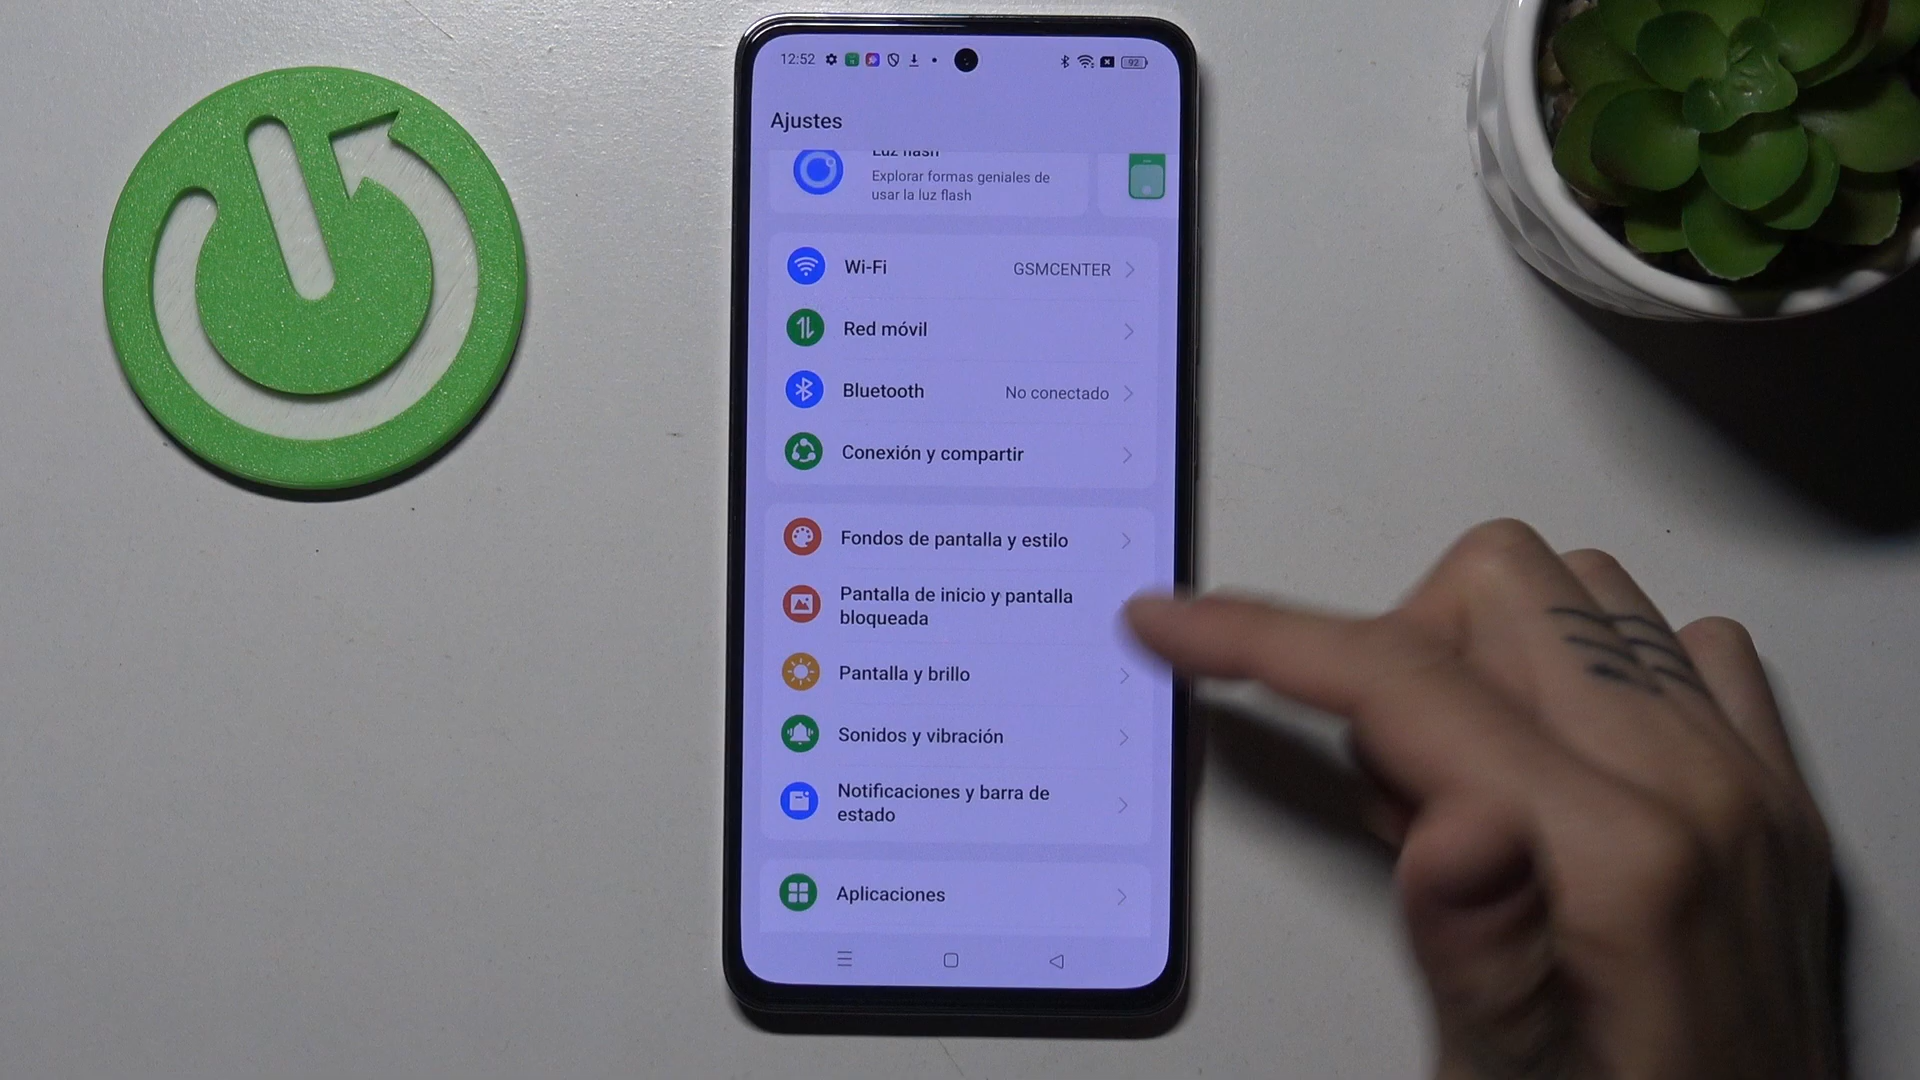 12:52
92
Ajustes
Luz flash
Explorar formas geniales de
usar la luz flash
Wi-Fi
GSMCENTER
Red móvil
Bluetooth
No conectado
Conexión y compartir
Fondos de pantalla y estilo
Pantalla de inicio y pantalla
bloqueada
Pantalla y brillo
Sonidos y vibración
Notificaciones y barra de
estado
Aplicaciones